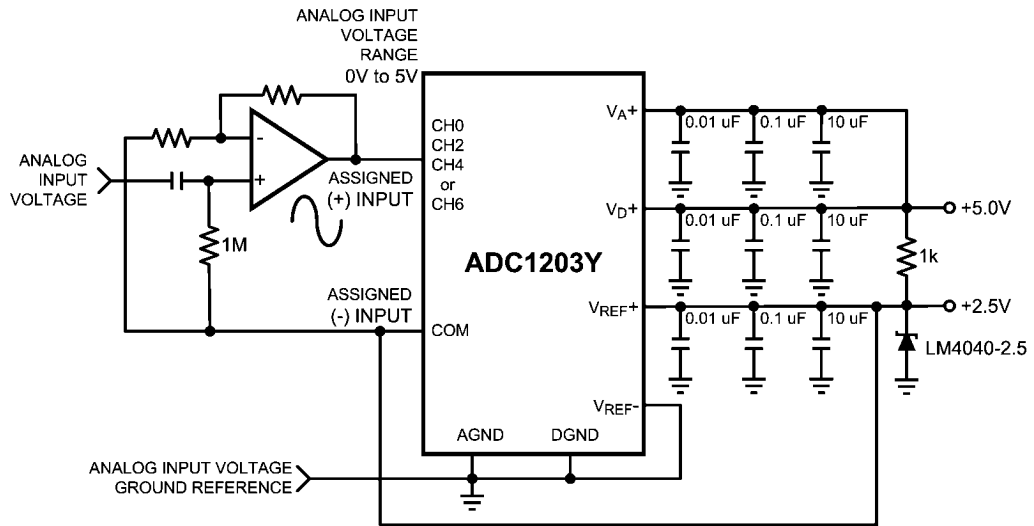 ANALOG INPUT
VOLTAGE
RANGE
0V to 5V
ANALOG
INPUT
VOLTAGE
-
+
1M
ASSIGNED
(+) INPUT
ASSIGNED
(-) INPUT
CH0
CH2
CH4
or
CH6
COM
ADC1203Y
VA+
VD+
VREF+
VREF-
AGND
DGND
0.01 uF
0.1 uF
10 uF
0.01 uF
0.1 uF
10 uF
0.01 uF
0.1 uF
10 uF
+5.0V
1k
+2.5V
LM4040-2.5
ANALOG INPUT VOLTAGE
GROUND REFERENCE